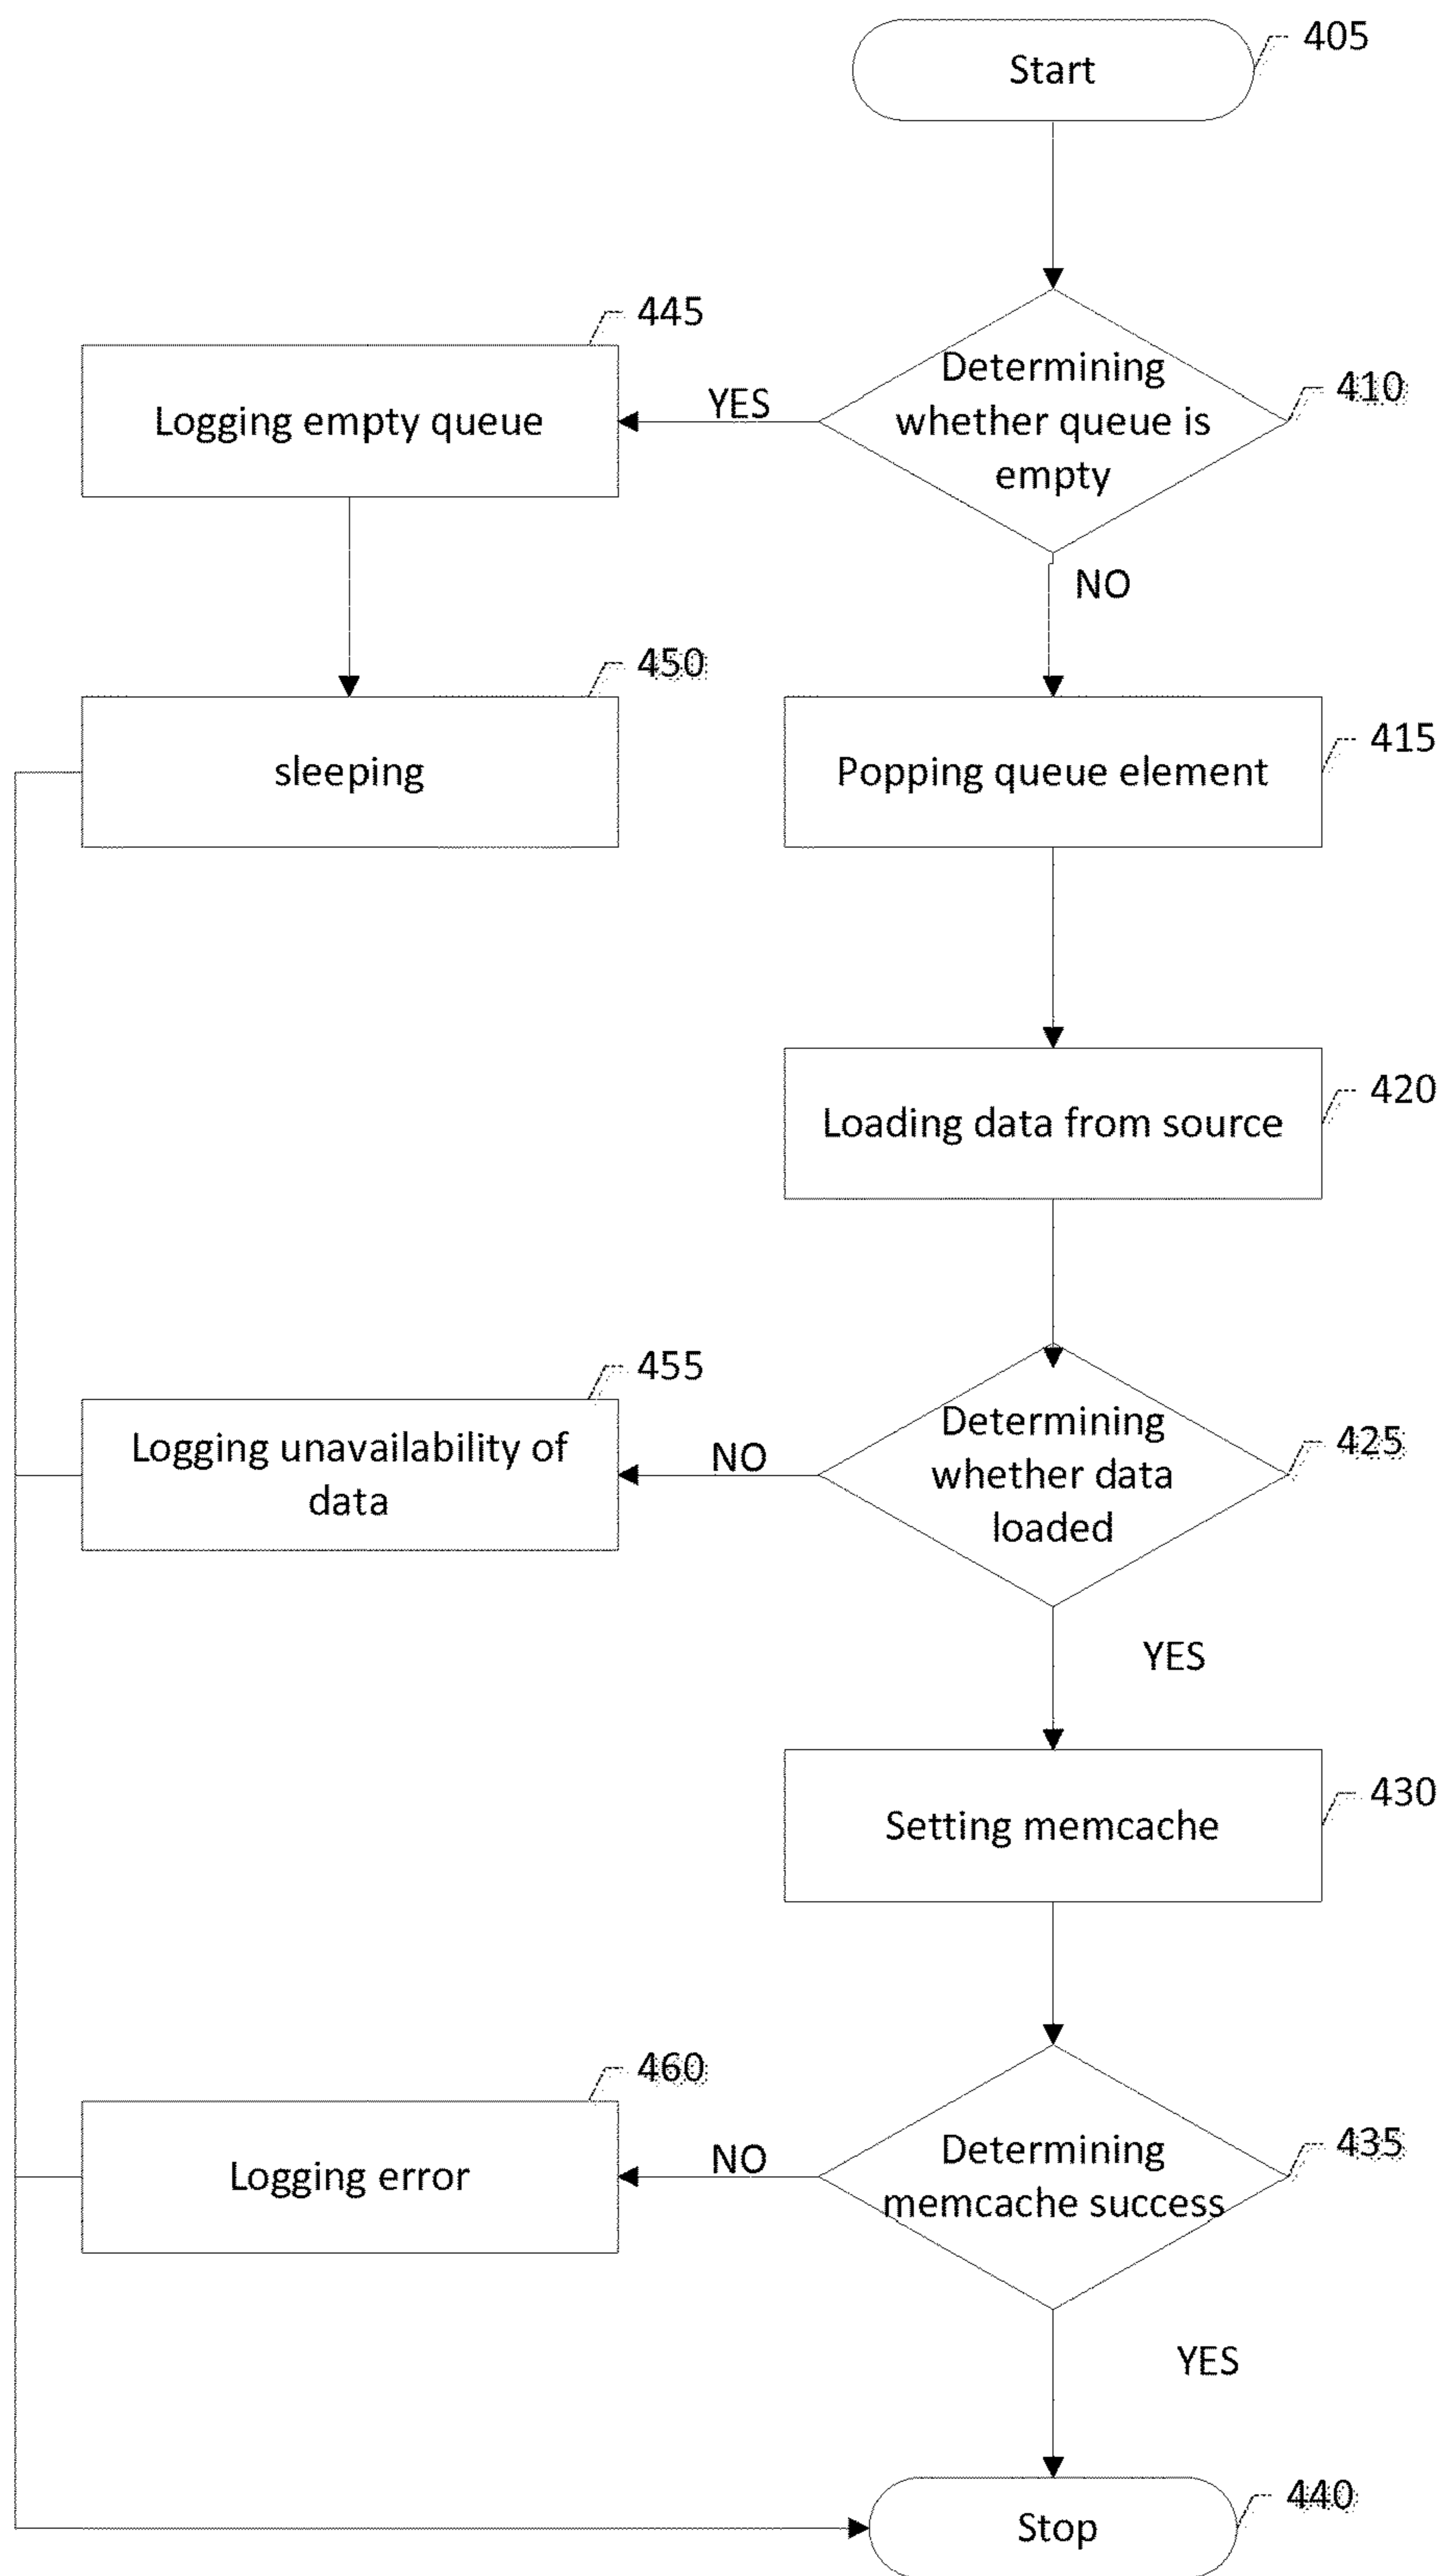 Start
405
445
Logging empty queue
YES
Determining
whether queue is
empty
410
NO
450
sleeping
Popping queue element
415
Loading data from source
420
455
Logging unavailability of
data
NO
Determining
whether data
loaded
425
YES
Setting memcache
430
460
Logging error
NO
Determining
memcache success
435
YES
Stop
440